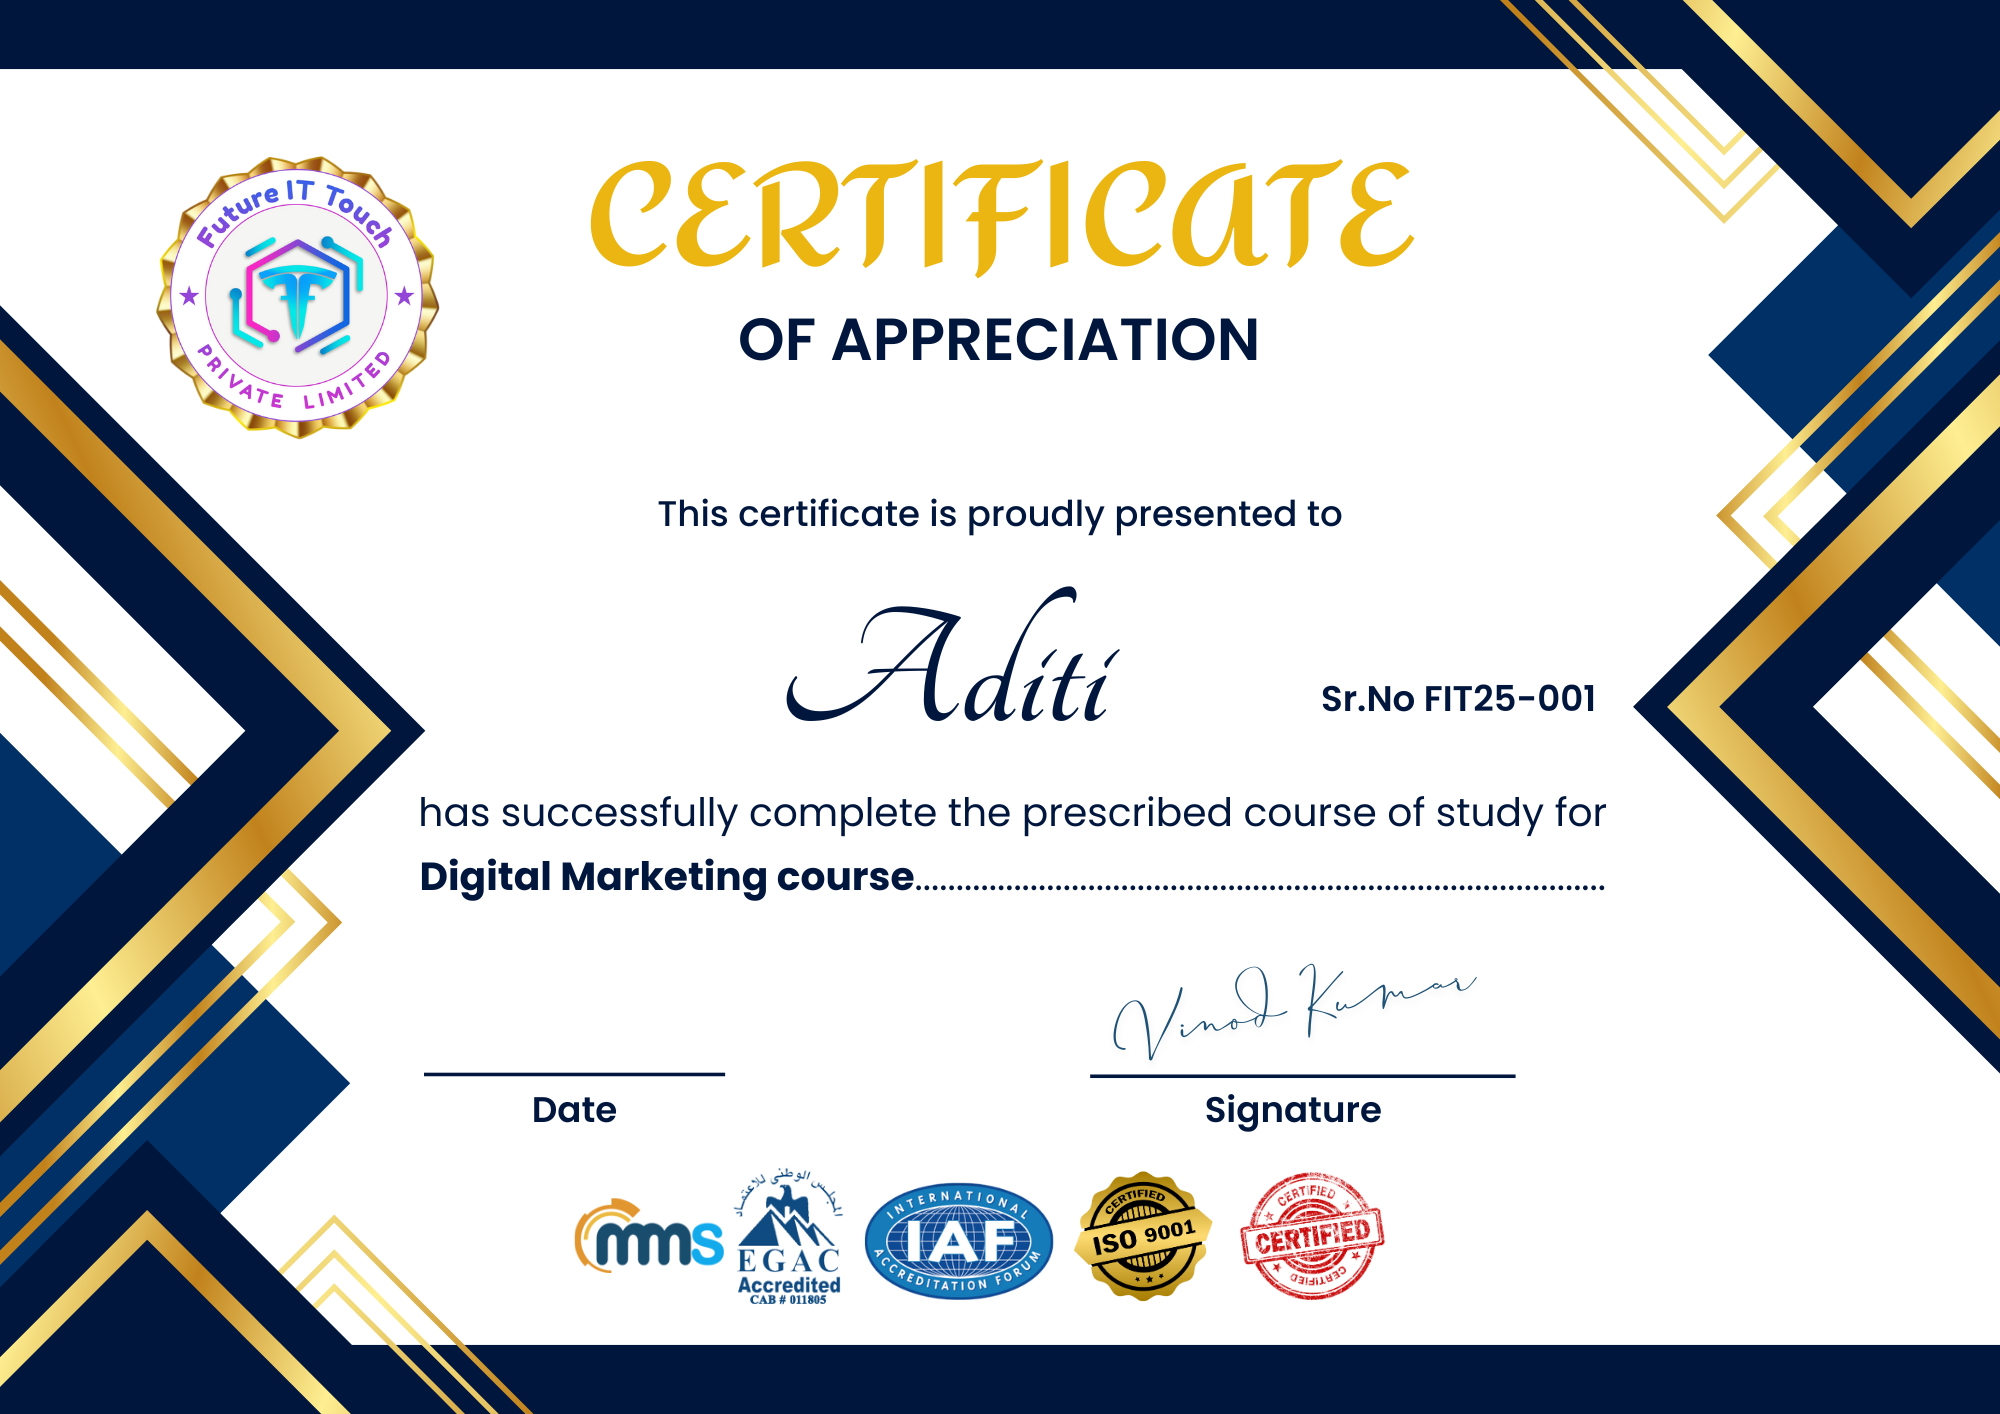 Future IT Touch
PRIVATE LIMITED
CERTIFICATE
OF APPRECIATION
This certificate is proudly presented to
Aditi
Sr.No FIT25-001
has successfully complete the prescribed course of study for
Digital Marketing course......................................................................................
Vinod Kumar
Date
Signature
mms
المجلس الوطني للاعتماد
EGAC
Accredited
CAB # 011805
INTERNATIONAL
IAF
ACCREDITATION FORUM
CERTIFIED
ISO 9001
CERTIFIED
CERTIFIED
CERTIFIED